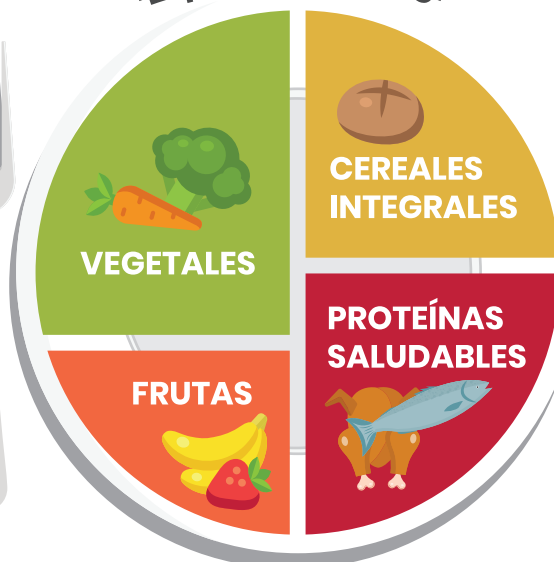 VEGETALES
CEREALES
INTEGRALES
FRUTAS
PROTEÍNAS
SALUDABLES